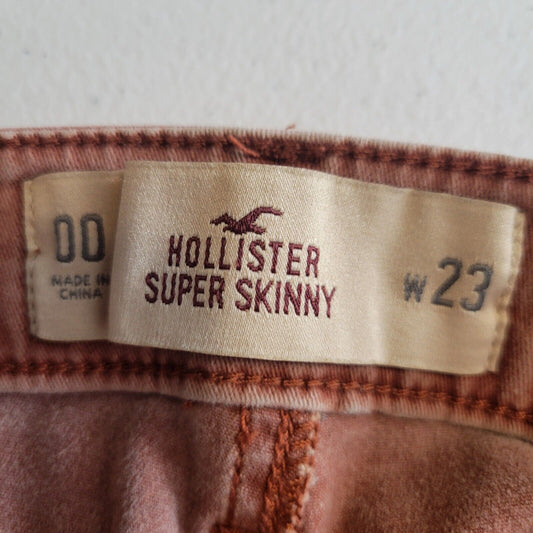 00
MADE IN
CHINA
HOLLISTER
SUPER SKINNY
W 23